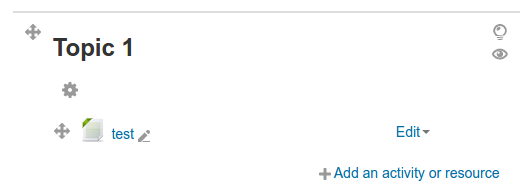 Topic 1
test
Edit
Add an activity or resource